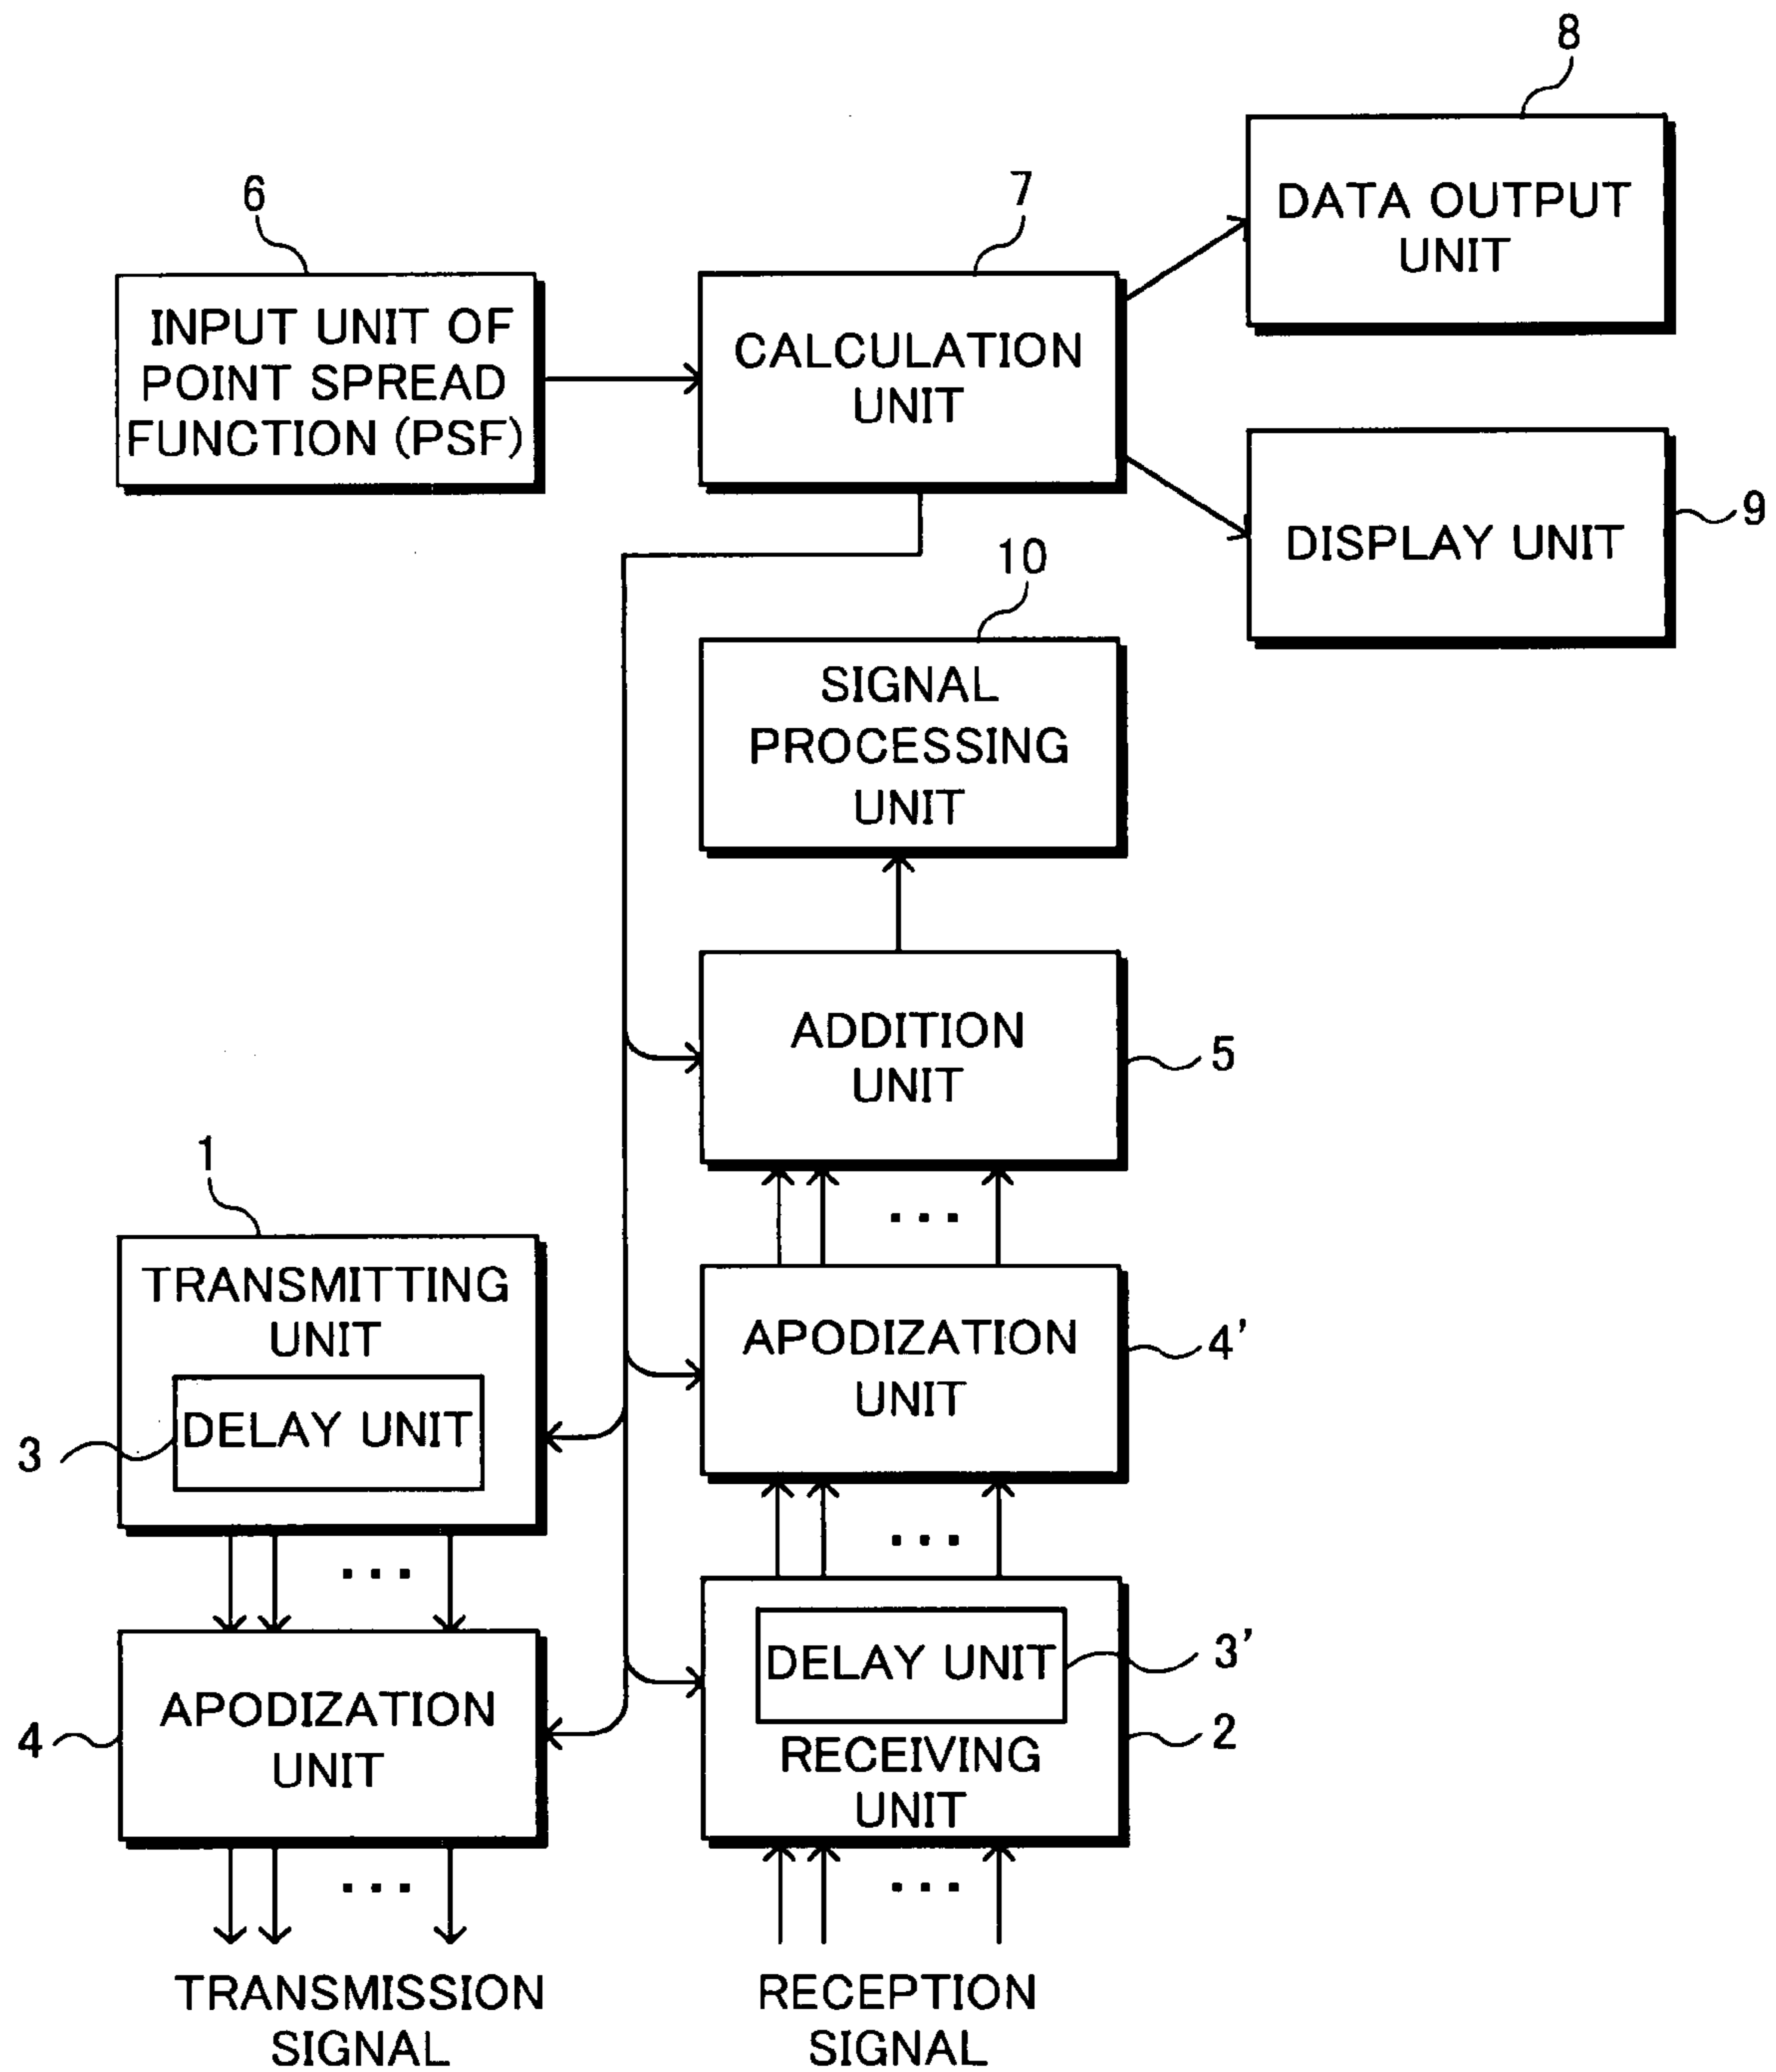 8
DATA OUTPUT
UNIT
6
INPUT UNIT OF
POINT SPREAD
FUNCTION (PSF)
7
CALCULATION
UNIT
DISPLAY UNIT
9
10
SIGNAL
PROCESSING
UNIT
ADDITION
UNIT
5
1
TRANSMITTING
UNIT
DELAY UNIT
3
APODIZATION
UNIT
4'
DELAY UNIT
3'
RECEIVING
UNIT
2
APODIZATION
UNIT
4
TRANSMISSION
SIGNAL
RECEPTION
SIGNAL